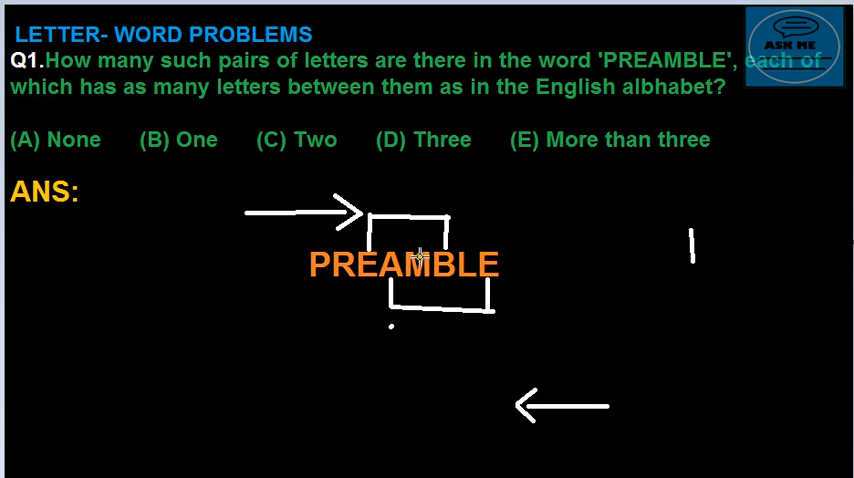 LETTER- WORD PROBLEMS
ASK ME
Q1.How many such pairs of letters are there in the word 'PREAMBLE', each of
which has as many letters between them as in the English albhabet?
(A) None (B) One (C) Two (D) Three (E) More than three
ANS:
PREAMBLE